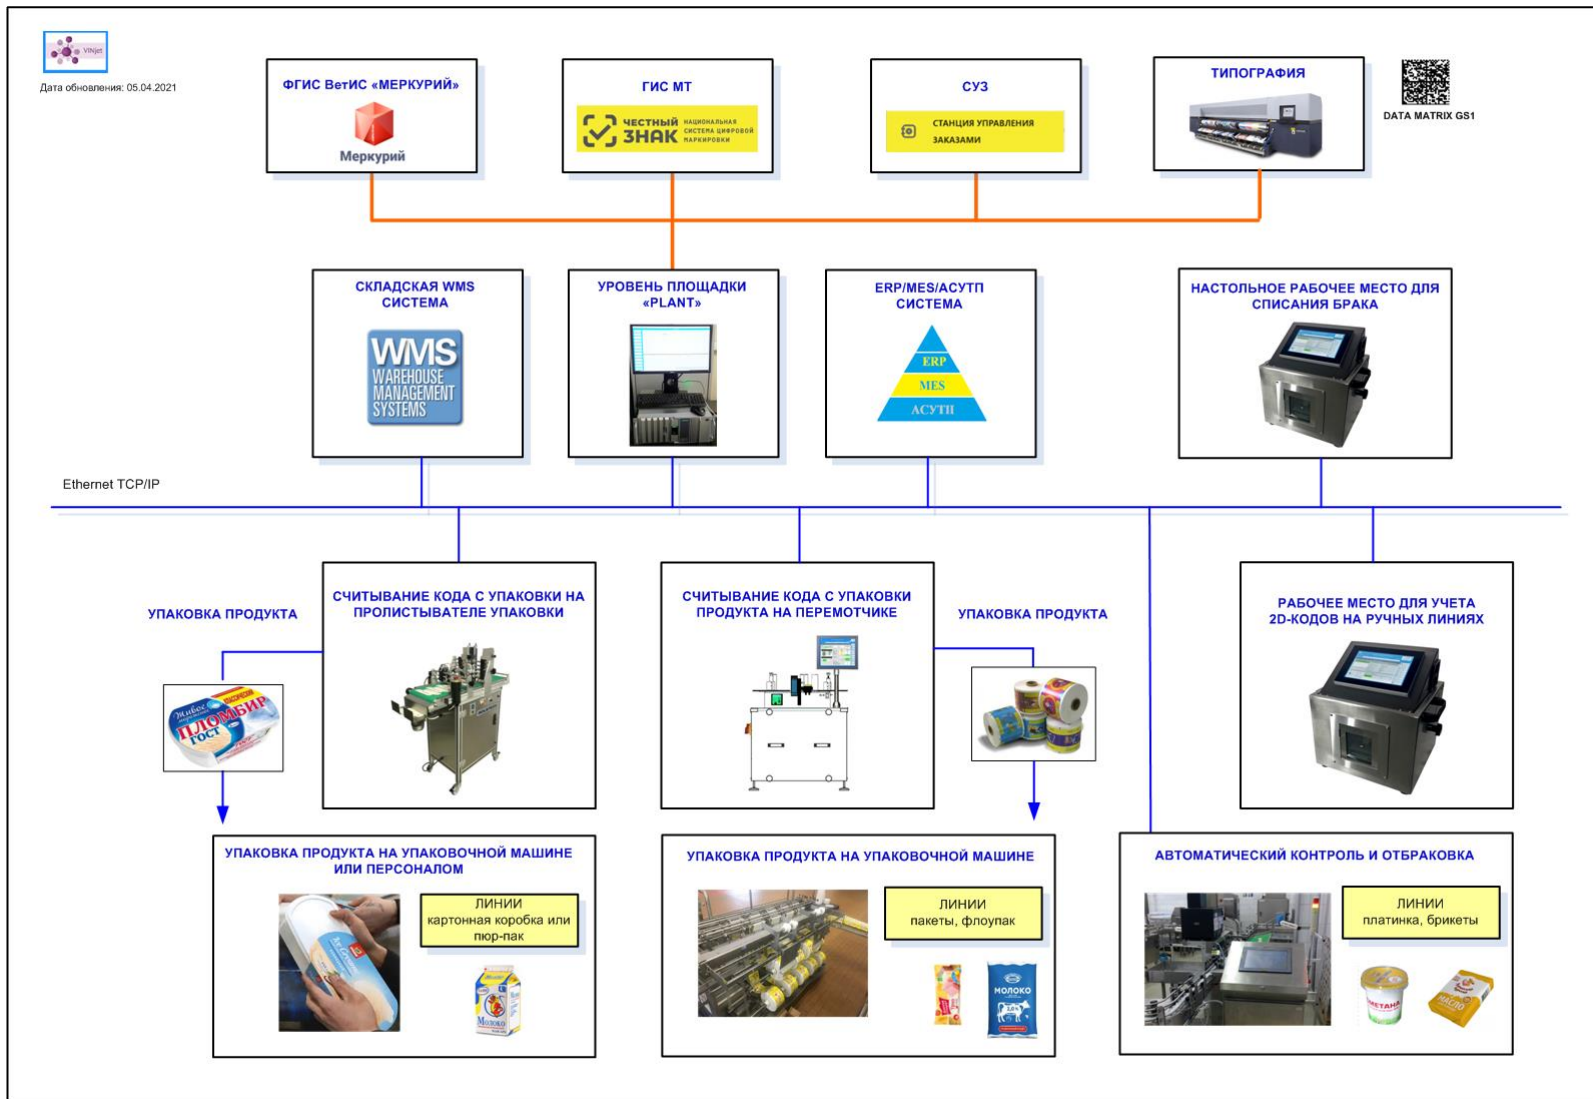 VINjet
Дата обновления: 05.04.2021
ФГИС ВетИС «МЕРКУРИЙ»
Меркурий
ГИС МТ
ЧЕСТНЫЙ
ЗНАК
НАЦИОНАЛЬНАЯ
СИСТЕМА ЦИФРОВОЙ
МАРКИРОВКИ
СУЗ
СТАНЦИЯ УПРАВЛЕНИЯ
ЗАКАЗАМИ
ТИПОГРАФИЯ
DATA MATRIX GS1
СКЛАДСКАЯ WMS
СИСТЕМА
WMS
WAREHOUSE
MANAGEMENT
SYSTEMS
УРОВЕНЬ ПЛОЩАДКИ
«PLANT»
ERP/MES/АСУТП
СИСТЕМА
ERP
MES
АСУТП
НАСТОЛЬНОЕ РАБОЧЕЕ МЕСТО ДЛЯ
СПИСАНИЯ БРАКА
Ethernet TCP/IP
УПАКОВКА ПРОДУКТА
Живое
ПЛОМБИР
ГОСТ
СЧИТЫВАНИЕ КОДА С УПАКОВКИ НА
ПРОЛИСТЫВАТЕЛЕ УПАКОВКИ
СЧИТЫВАНИЕ КОДА С УПАКОВКИ
ПРОДУКТА НА ПЕРЕМОТЧИКЕ
УПАКОВКА ПРОДУКТА
РАБОЧЕЕ МЕСТО ДЛЯ УЧЕТА
2D-КОДОВ НА РУЧНЫХ ЛИНИЯХ
УПАКОВКА ПРОДУКТА НА УПАКОВОЧНОЙ МАШИНЕ
ИЛИ ПЕРСОНАЛОМ
ЛИНИИ
картонная коробка или
пюр-пак
Ice Cream
МОЛОКО
УПАКОВКА ПРОДУКТА НА УПАКОВОЧНОЙ МАШИНЕ
ЛИНИИ
пакеты, флоупак
МОЛОКО
АВТОМАТИЧЕСКИЙ КОНТРОЛЬ И ОТБРАКОВКА
ЛИНИИ
платинка, брикеты
СМЕТАНА
МАСЛО